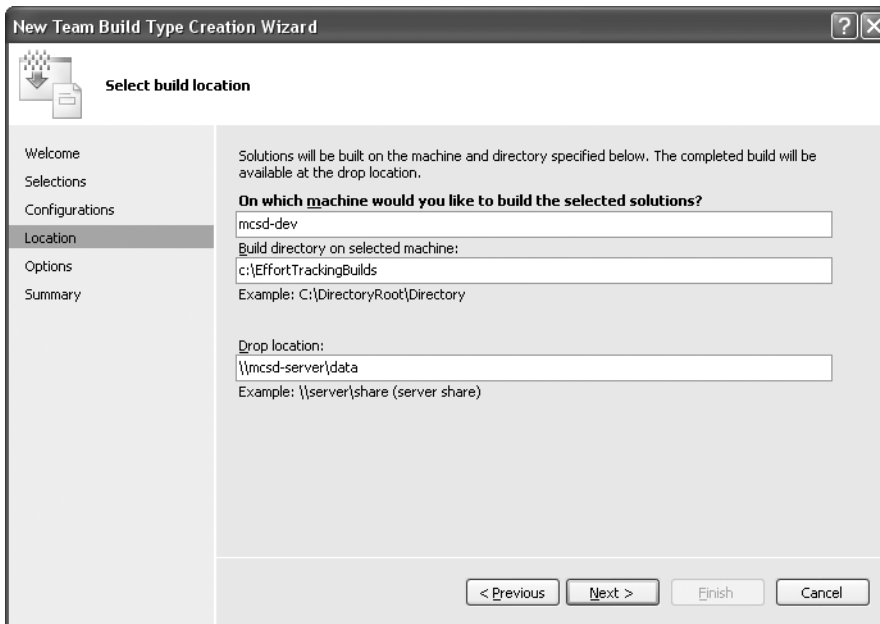 New Team Build Type Creation Wizard
?
X
Select build location
Welcome
Selections
Configurations
Location
Options
Summary
Solutions will be built on the machine and directory specified below. The completed build will be
available at the drop location.
On which machine would you like to build the selected solutions?
mcsd-dev
Build directory on selected machine:
c:\EffortTrackingBuilds
Example: C:\DirectoryRoot\Directory
Drop location:
\\mcsd-server\data
Example: \\server\share (server share)
< Previous
Next >
Finish
Cancel